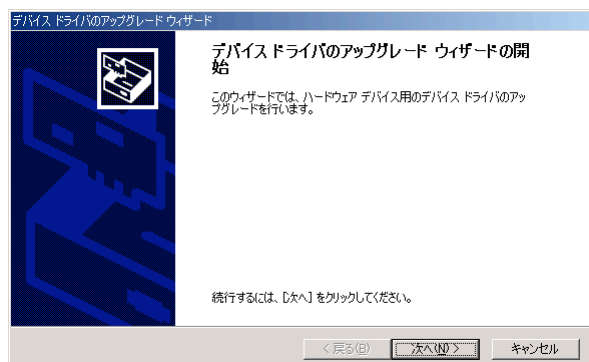 デバイス ドライバのアップグレード ウィザード
デバイス ドライバのアップグレード ウィザードの開
始
このウィザードでは、ハードウェア デバイス用のデバイス ドライバのアッ
プグレードを行います。
続行するには、[次へ] をクリックしてください。
< 戻る(B)
次へ(N) >
キャンセル